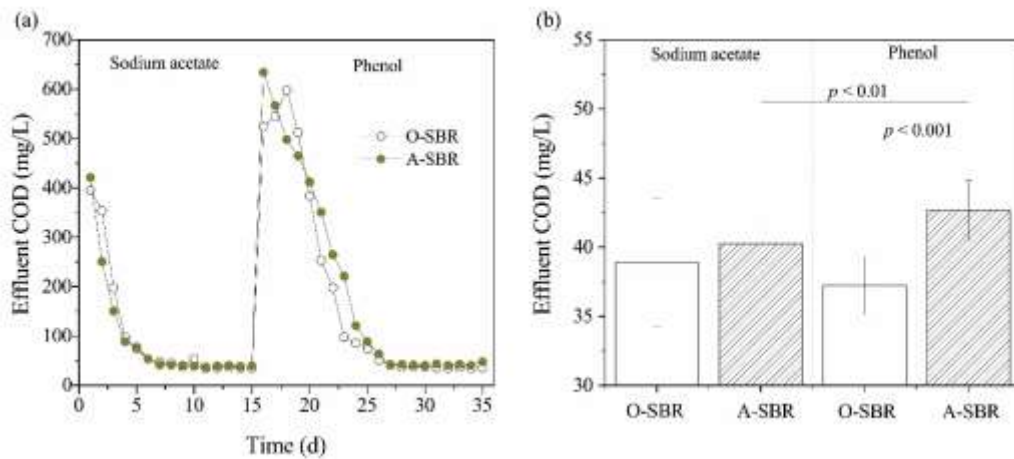 (a)
700
600
500
400
300
200
100
0
Effluent COD (mg/L)
Sodium acetate
Phenol
O-SBR
A-SBR
0 5 10 15 20 25 30 35
Time (d)
(b)
55
50
45
40
35
30
Effluent COD (mg/L)
Sodium acetate
Phenol
p < 0.01
p < 0.001
O-SBR A-SBR O-SBR A-SBR